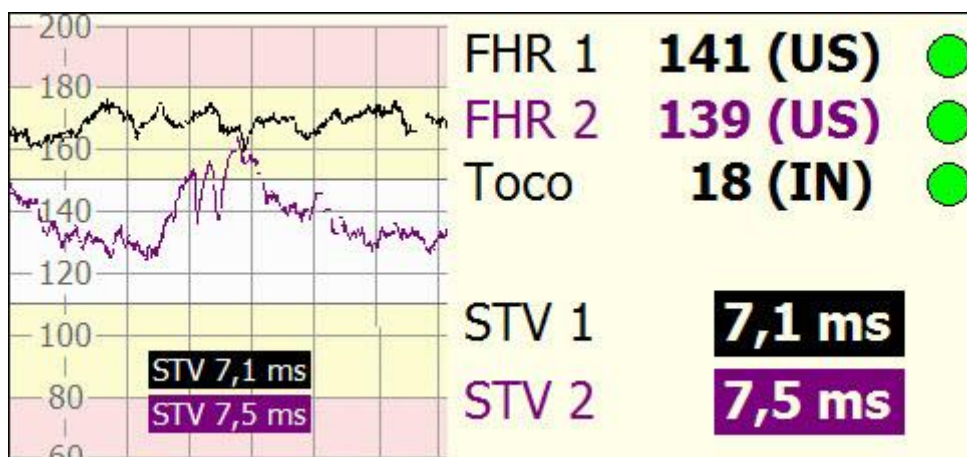 200
180
160
140
120
100
80
60
STV 7,1 ms
STV 7,5 ms
FHR 1 141 (US)
FHR 2 139 (US)
Toco 18 (IN)
STV 1 7,1 ms
STV 2 7,5 ms